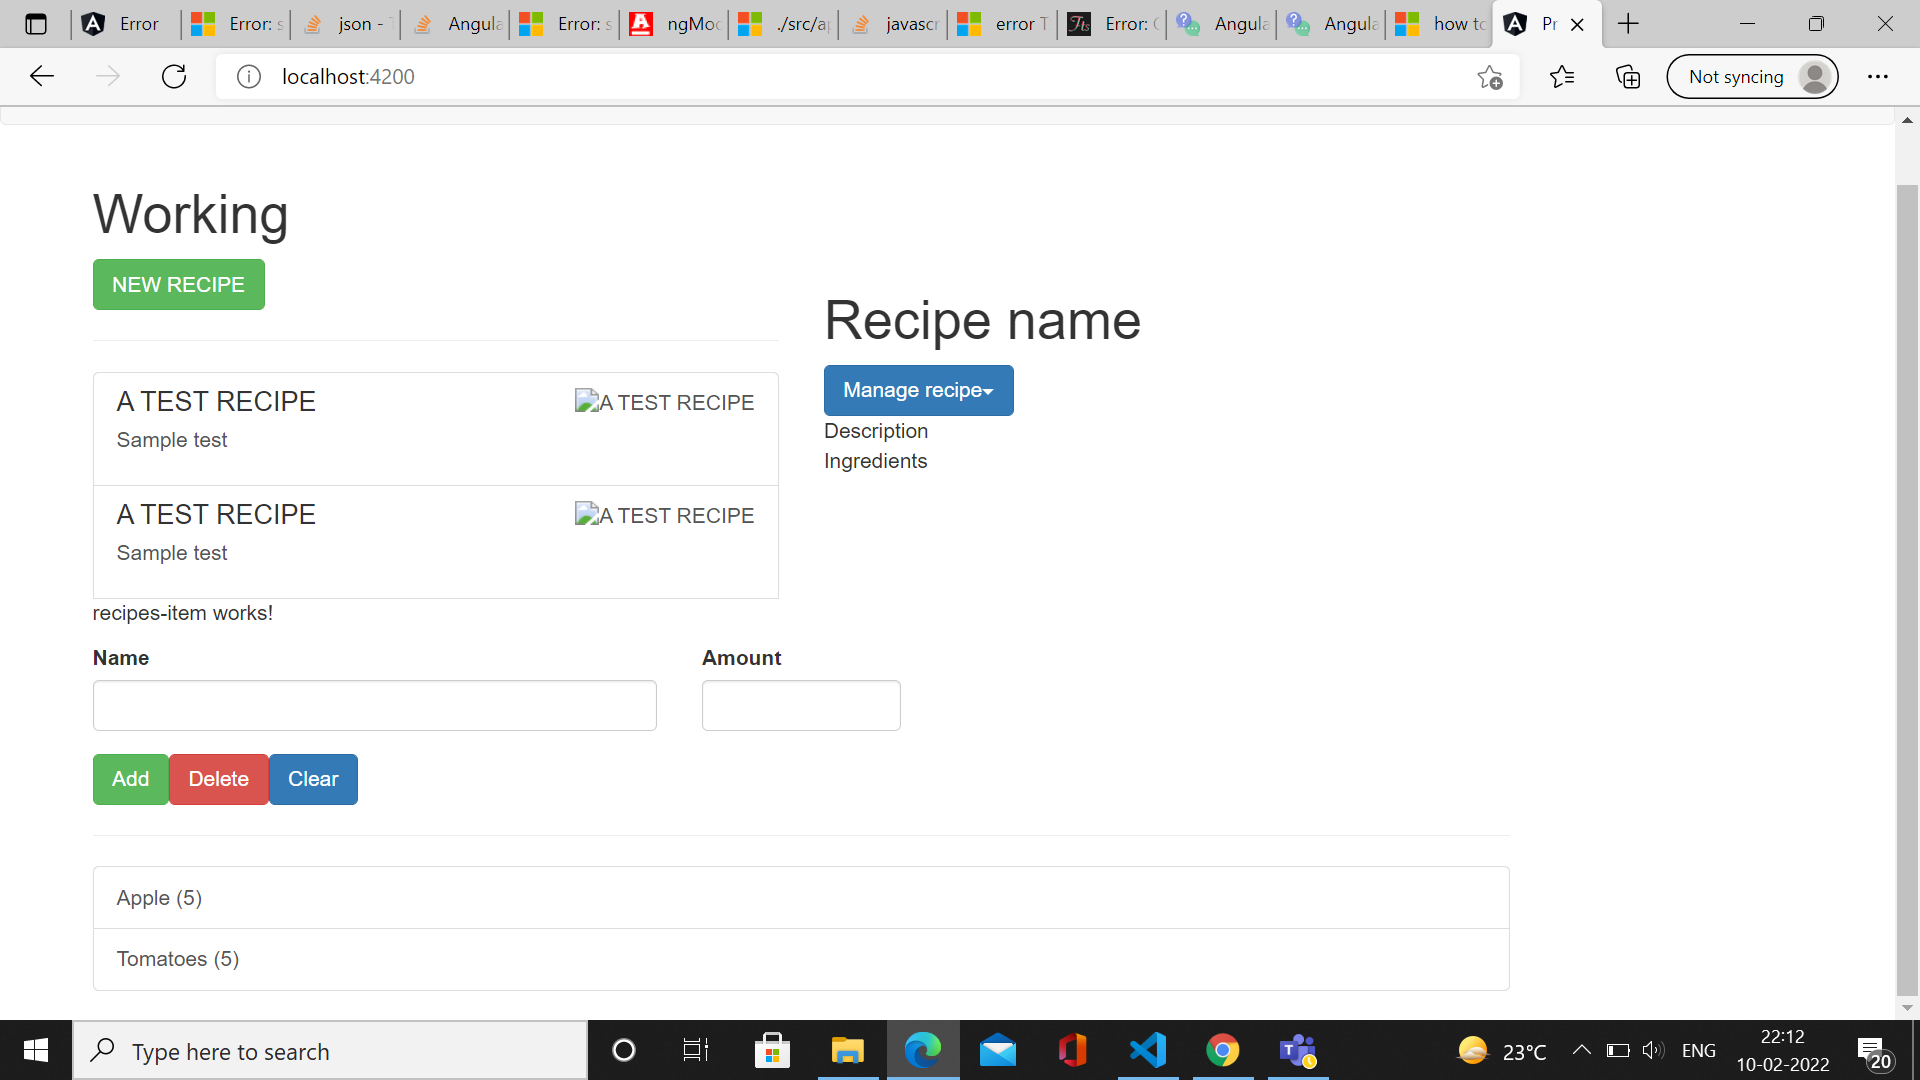 Error
Error: s
json -
Angula
Error: s
ngMoc
./src/ap
javascr
error T
Error: C
Angula
Angula
how to
Pr
localhost:4200
Not syncing
Working
NEW RECIPE
Recipe name
Manage recipe
Description
Ingredients
A TEST RECIPE
A TEST RECIPE
Sample test
A TEST RECIPE
A TEST RECIPE
Sample test
recipes-item works!
Name
Amount
Add
Delete
Clear
Apple (5)
Tomatoes (5)
Type here to search
23°C
ENG
22:12
10-02-2022
20